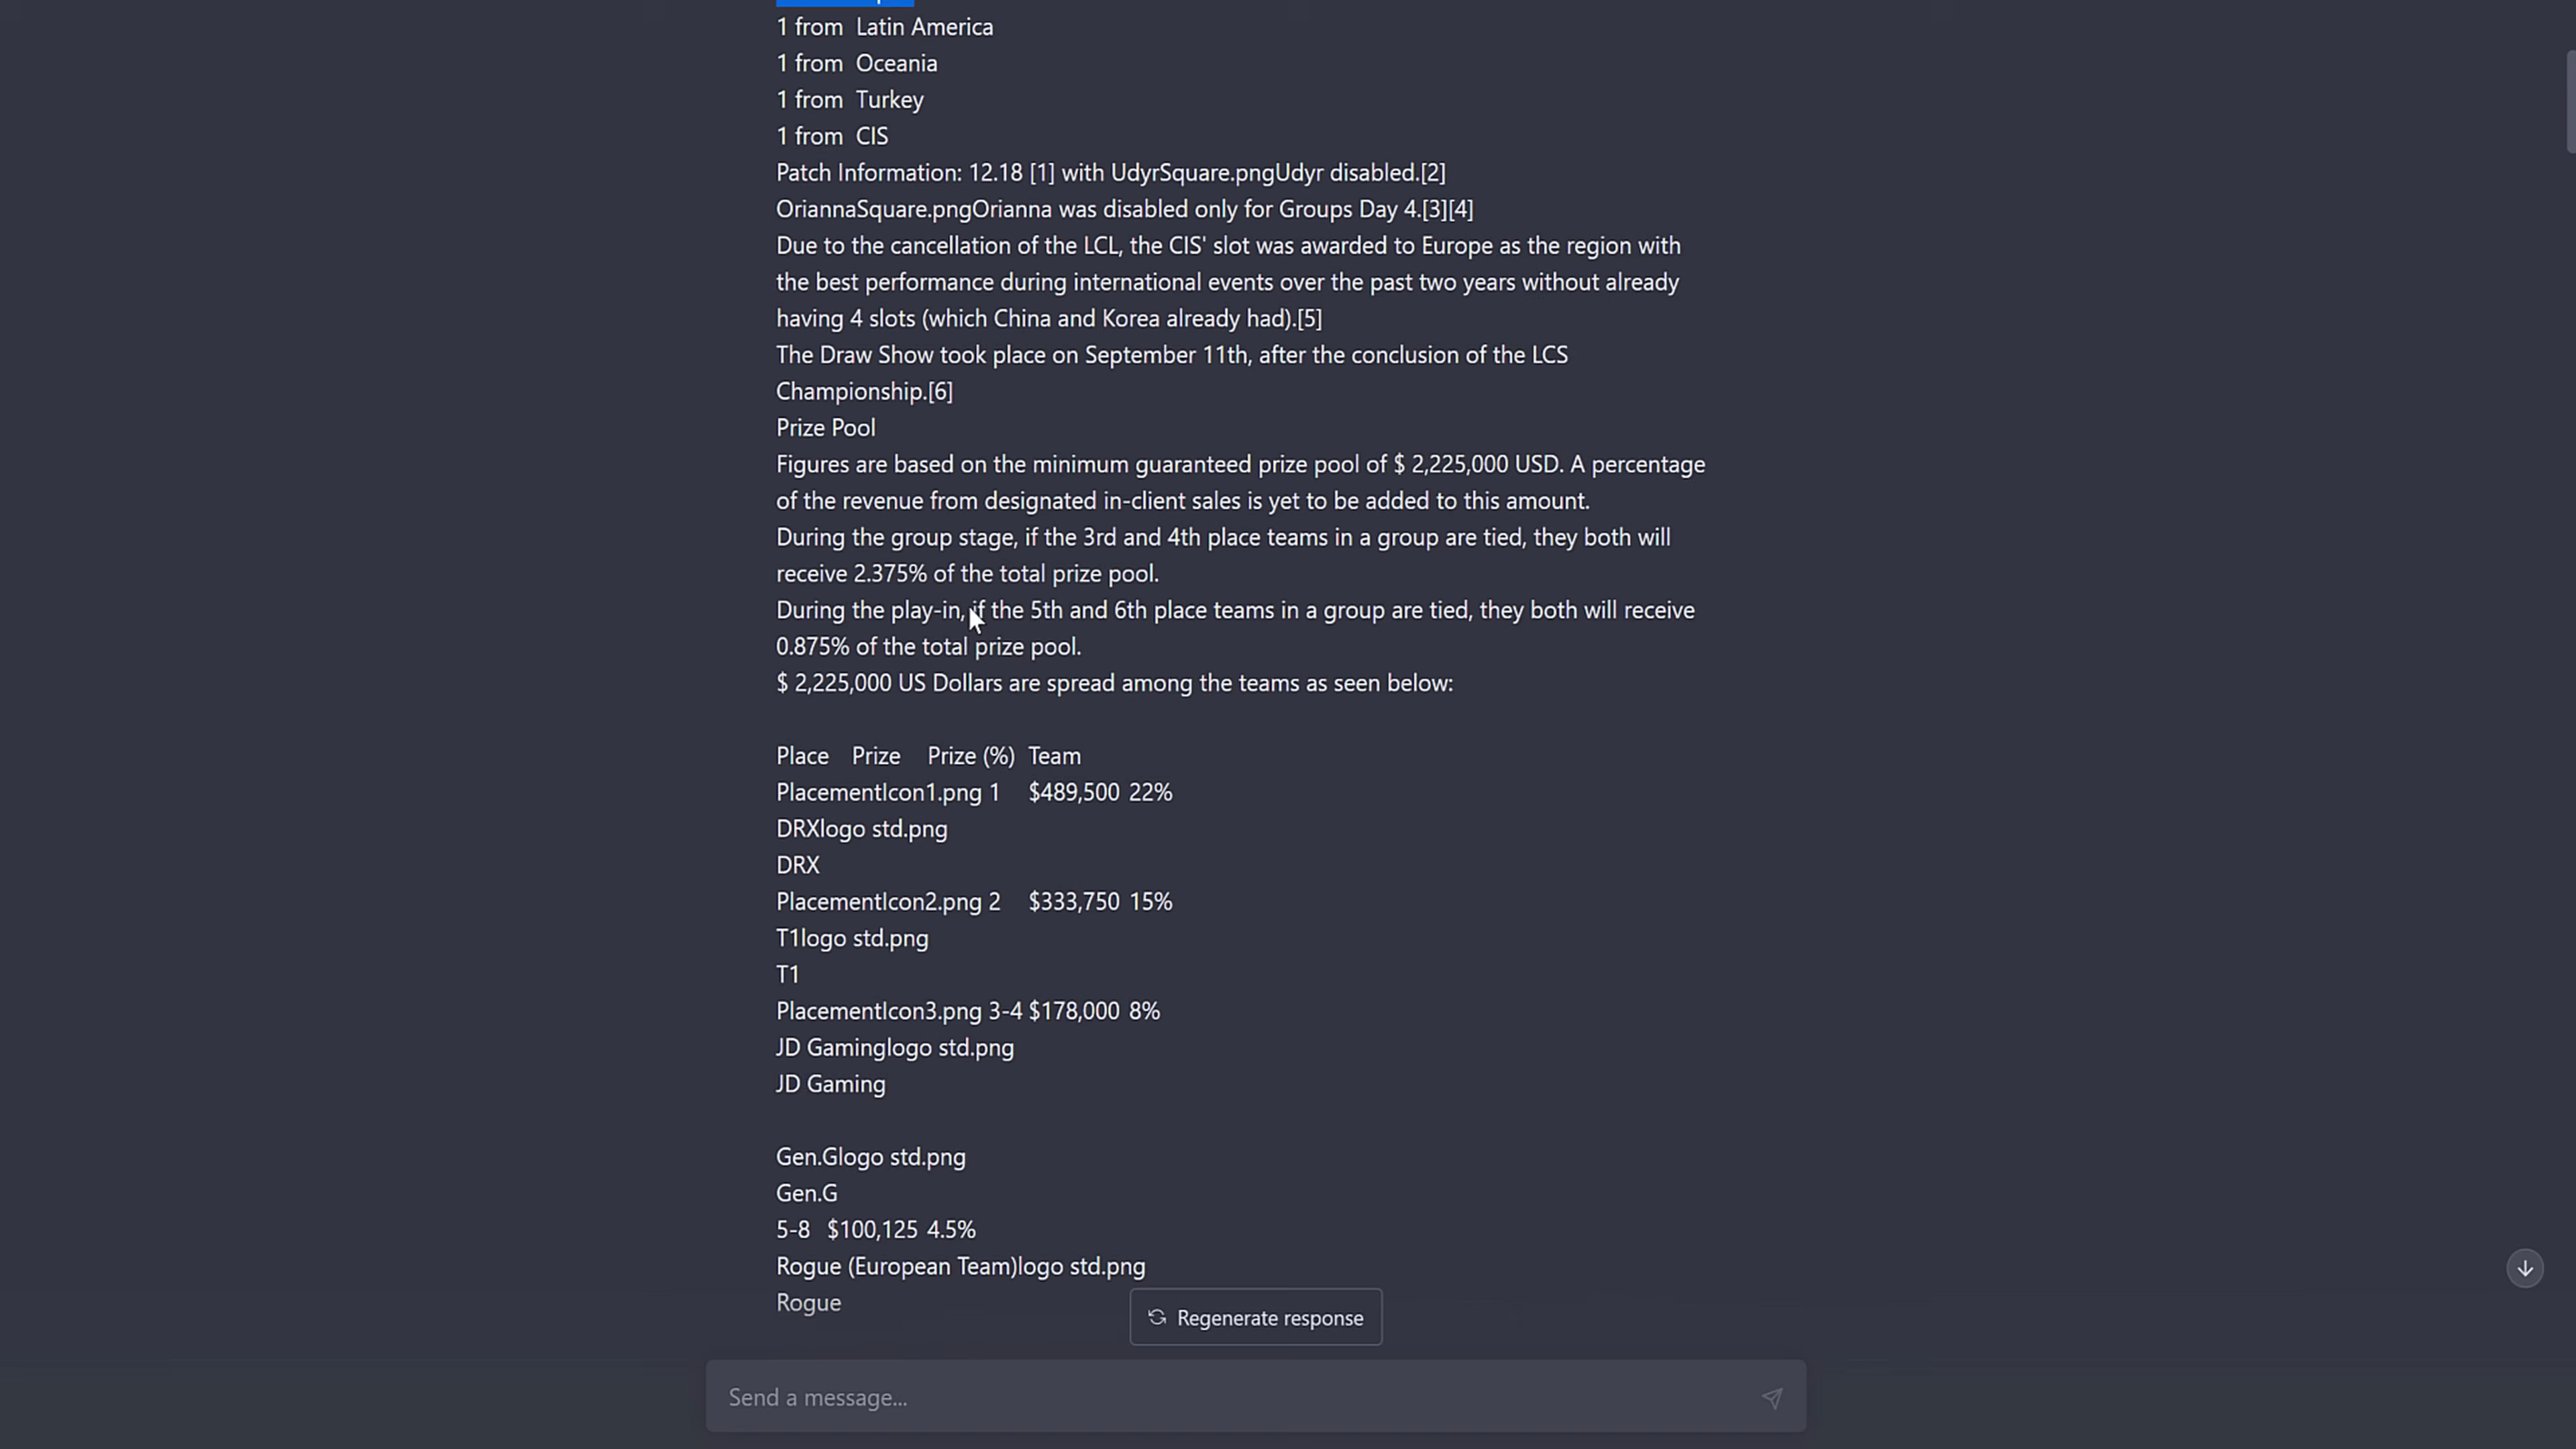 1 from Latin America
1 from Oceania
1 from Turkey
1 from CIS
Patch Information: 12.18 [1] with UdyrSquare.pngUdyr disabled.[2]
OriannaSquare.pngOrianna was disabled only for Groups Day 4.[3][4]
Due to the cancellation of the LCL, the CIS' slot was awarded to Europe as the region with
the best performance during international events over the past two years without already
having 4 slots (which China and Korea already had).[5]
The Draw Show took place on September 11th, after the conclusion of the LCS
Championship.[6]
Prize Pool
Figures are based on the minimum guaranteed prize pool of $ 2,225,000 USD. A percentage
of the revenue from designated in-client sales is yet to be added to this amount.
During the group stage, if the 3rd and 4th place teams in a group are tied, they both will
receive 2.375% of the total prize pool.
During the play-in, if the 5th and 6th place teams in a group are tied, they both will receive
0.875% of the total prize pool.
$ 2,225,000 US Dollars are spread among the teams as seen below:
Place Prize Prize (%) Team
PlacementIcon1.png 1 $489,500 22%
DRXlogo std.png
DRX
PlacementIcon2.png 2 $333,750 15%
T1logo std.png
T1
PlacementIcon3.png 3-4 $178,000 8%
JD Gaminglogo std.png
JD Gaming
Gen.Glogo std.png
Gen.G
5-8 $100,125 4.5%
Rogue (European Team)logo std.png
Rogue
Regenerate response
Send a message...